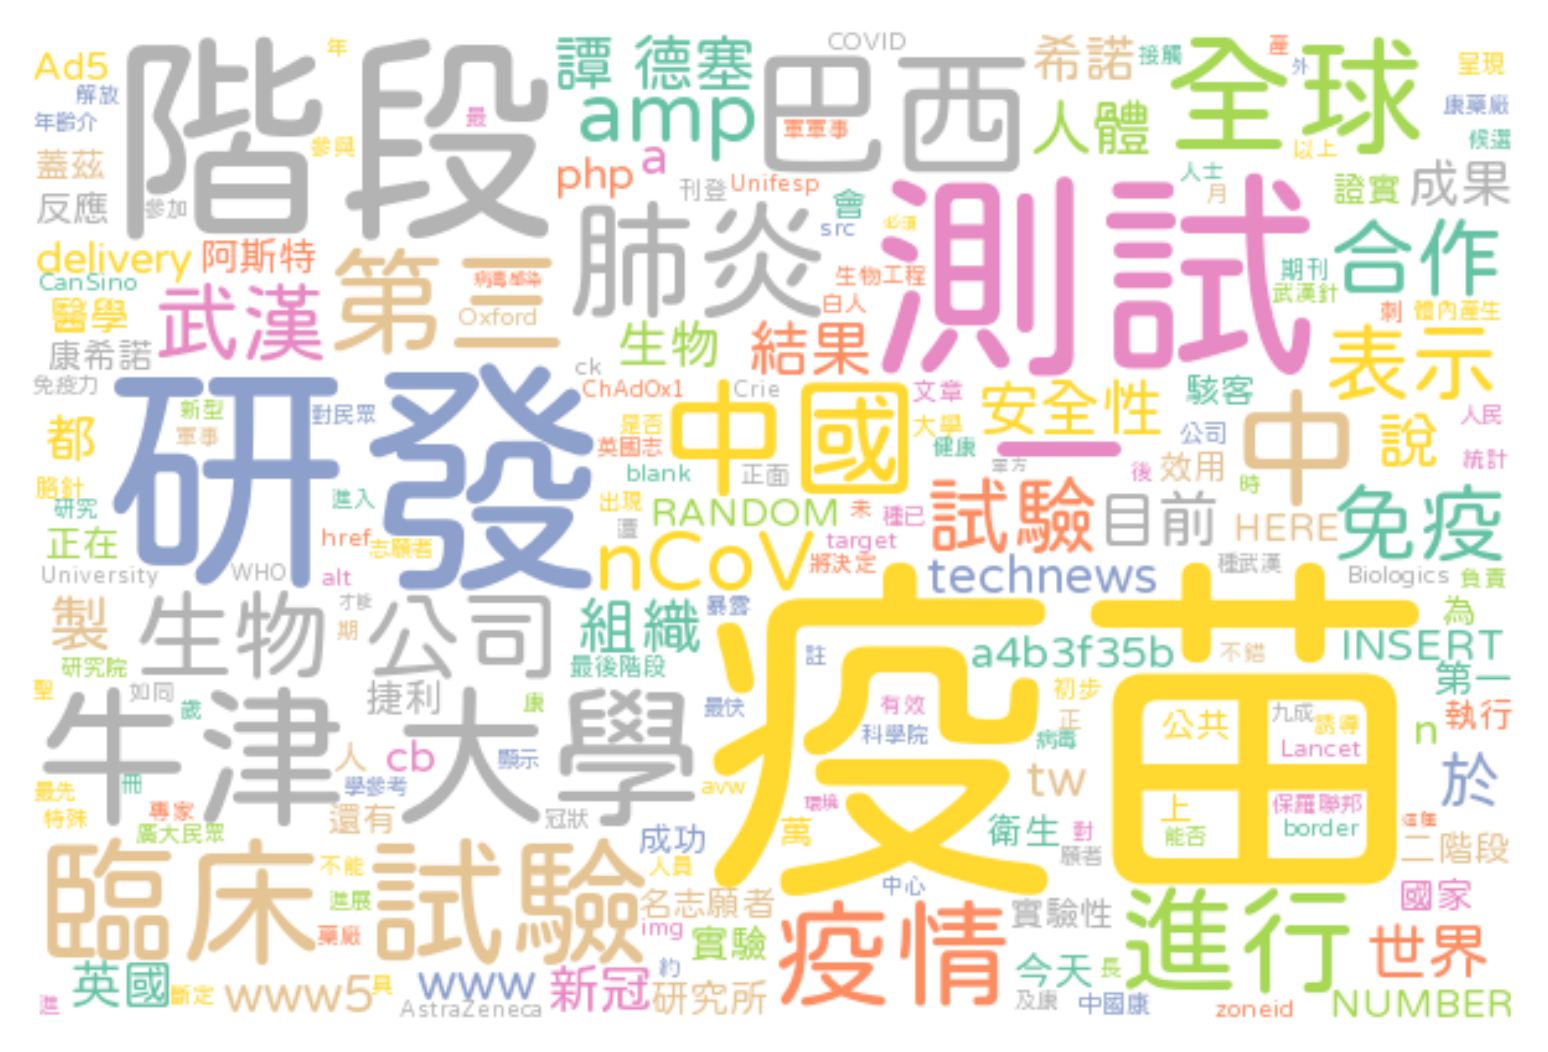 COVID
年
Ad5
階段
譚德塞
巴西
希諾
接觸
產
全球
外
呈現
解放
年齡介
最
amp
軍軍事
人體
康藥廠
候選
參與
以上
蓋茲
php
a
刊登
Unifesp
人士
月
證實
成果
反應
參加
肺炎
會
src
必須
測試
合作
delivery
阿斯特
第三
病毒感染
生物工程
期刊
CanSino
武漢針
醫學
武漢
Oxford
白人
刺
體內產生
康希諾
生物
結果
表示
免疫力
研發
ck
ChAdOx1
Crie
文章
安全性
駭客
新型
對民眾
中國
中
人民
都
軍事
是否
大學
公司
說
英國志
健康
一
blank
正面
軍方
後
效用
統計
胳針
進入
出現
時
研究
RANDOM
未
種已
試驗
目前
HERE
免疫
正在
href
志願者
遭
nCoV
target
將決定
種武漢
University
WHO
alt
technews
Biologics
負責
製
生物公司
才能
期
組織
暴露
疫苗
為
研究院
最後階段
註
a4b3f35b
不錯
INSERT
聖
如同
捷利
第一
牛津大學
歲
康
最快
有效
初步
九成
執行
科學院
正
公共
誘導
n
人
cb
顯示
病毒
Lancet
最先
冊
學參考
avw
環境
tw
於
特殊
專家
還有
冠狀
萬
上
保羅聯邦
廣大民眾
成功
衛生
對
能否
border
二階段
臨床試驗
不能
人員
願者
進展
名志願者
中心
國家
藥廠
img
實驗
疫情
實驗性
進行
世界
英國
斷定
www5
具
www
新冠
約
研究所
今天
長
進
AstraZeneca
及康
中國康
zoneid
NUMBER